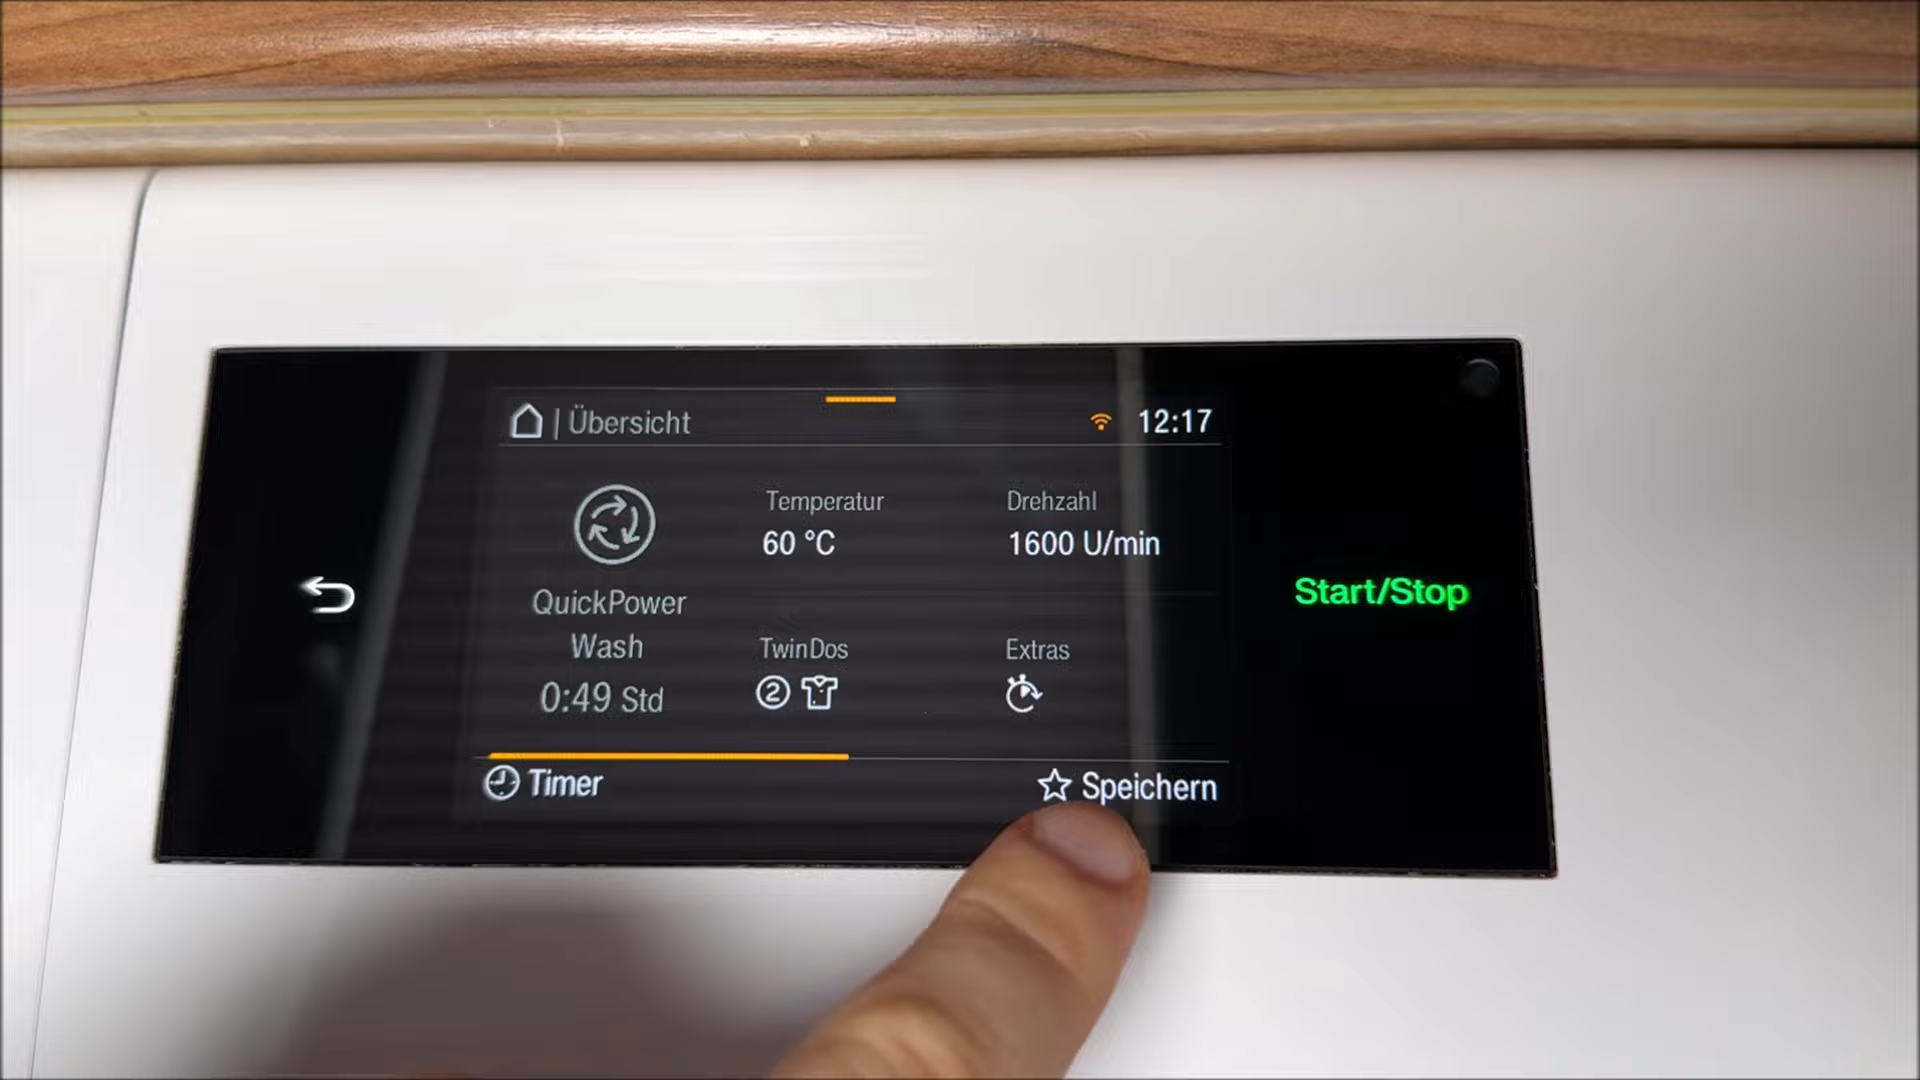 | Übersicht
12:17
Temperatur
60 °C
Drehzahl
1600 U/min
QuickPower
Wash
0:49 Std
TwinDos
2
Extras
Start/Stop
Timer
Speichern